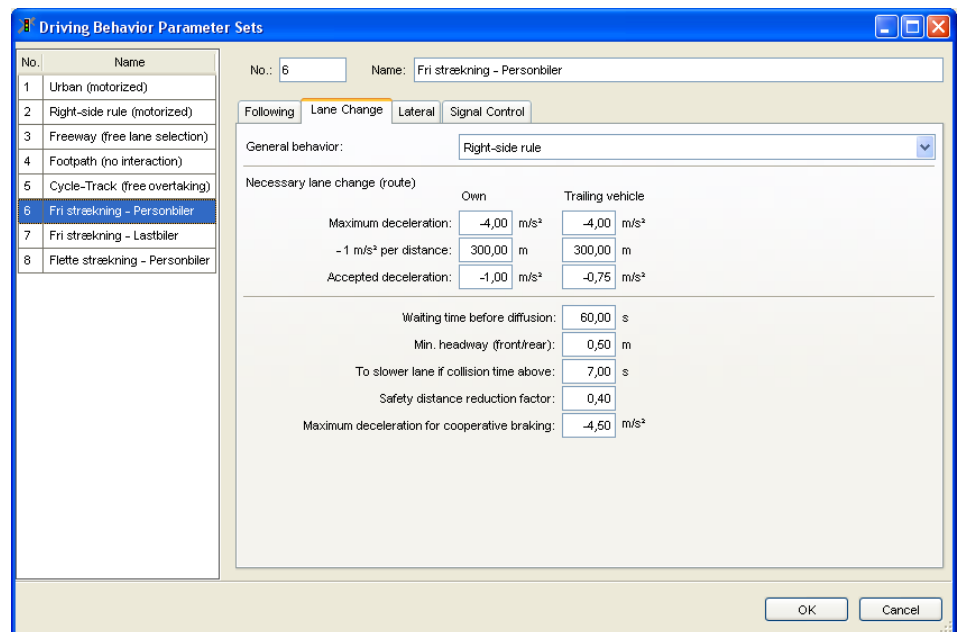 Driving Behavior Parameter Sets
No. Name
1 Urban (motorized)
2 Right-side rule (motorized)
3 Freeway (free lane selection)
4 Footpath (no interaction)
5 Cycle-Track (free overtaking)
6 Fri strækning - Personbiler
7 Fri strækning - Lastbiler
8 Flette strækning - Personbiler
No.: 6 Name: Fri strækning - Personbiler
Following Lane Change Lateral Signal Control
General behavior: Right-side rule
Necessary lane change (route)
Own Trailing vehicle
Maximum deceleration: -4,00 m/s² -4,00 m/s²
- 1 m/s² per distance: 300,00 m 300,00 m
Accepted deceleration: -1,00 m/s² -0,75 m/s²
Waiting time before diffusion: 60,00 s
Min. headway (front/rear): 0,50 m
To slower lane if collision time above: 7,00 s
Safety distance reduction factor: 0,40
Maximum deceleration for cooperative braking: -4,50 m/s²
OK Cancel